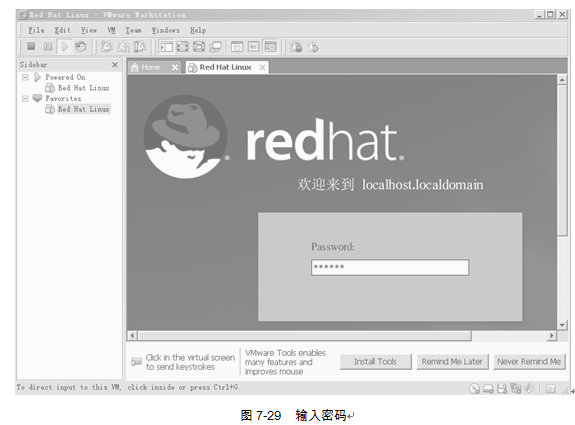 Red Hat Linux - VMware Workstation
File Edit View VM Team Windows Help
Sidebar
Home
Red Hat Linux
Powered On
Red Hat Linux
Favorites
Red Hat Linux
redhat.
欢迎来到 localhost.localdomain
Password:
******
Click in the virtual screen
to send keystrokes
VMware Tools enables
many features and
improves mouse
Install Tools
Remind Me Later
Never Remind Me
To direct input to this VM, click inside or press Ctrl+G.
图 7-29 输入密码